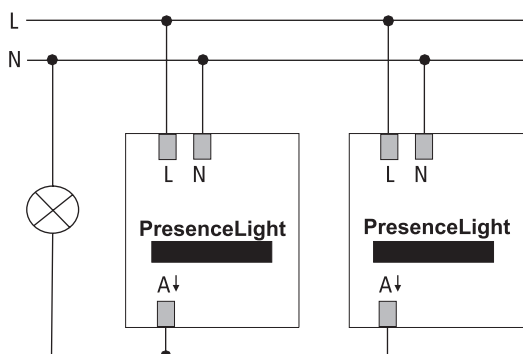 L
N
L N
L N
PresenceLight
PresenceLight
A↓
A↓